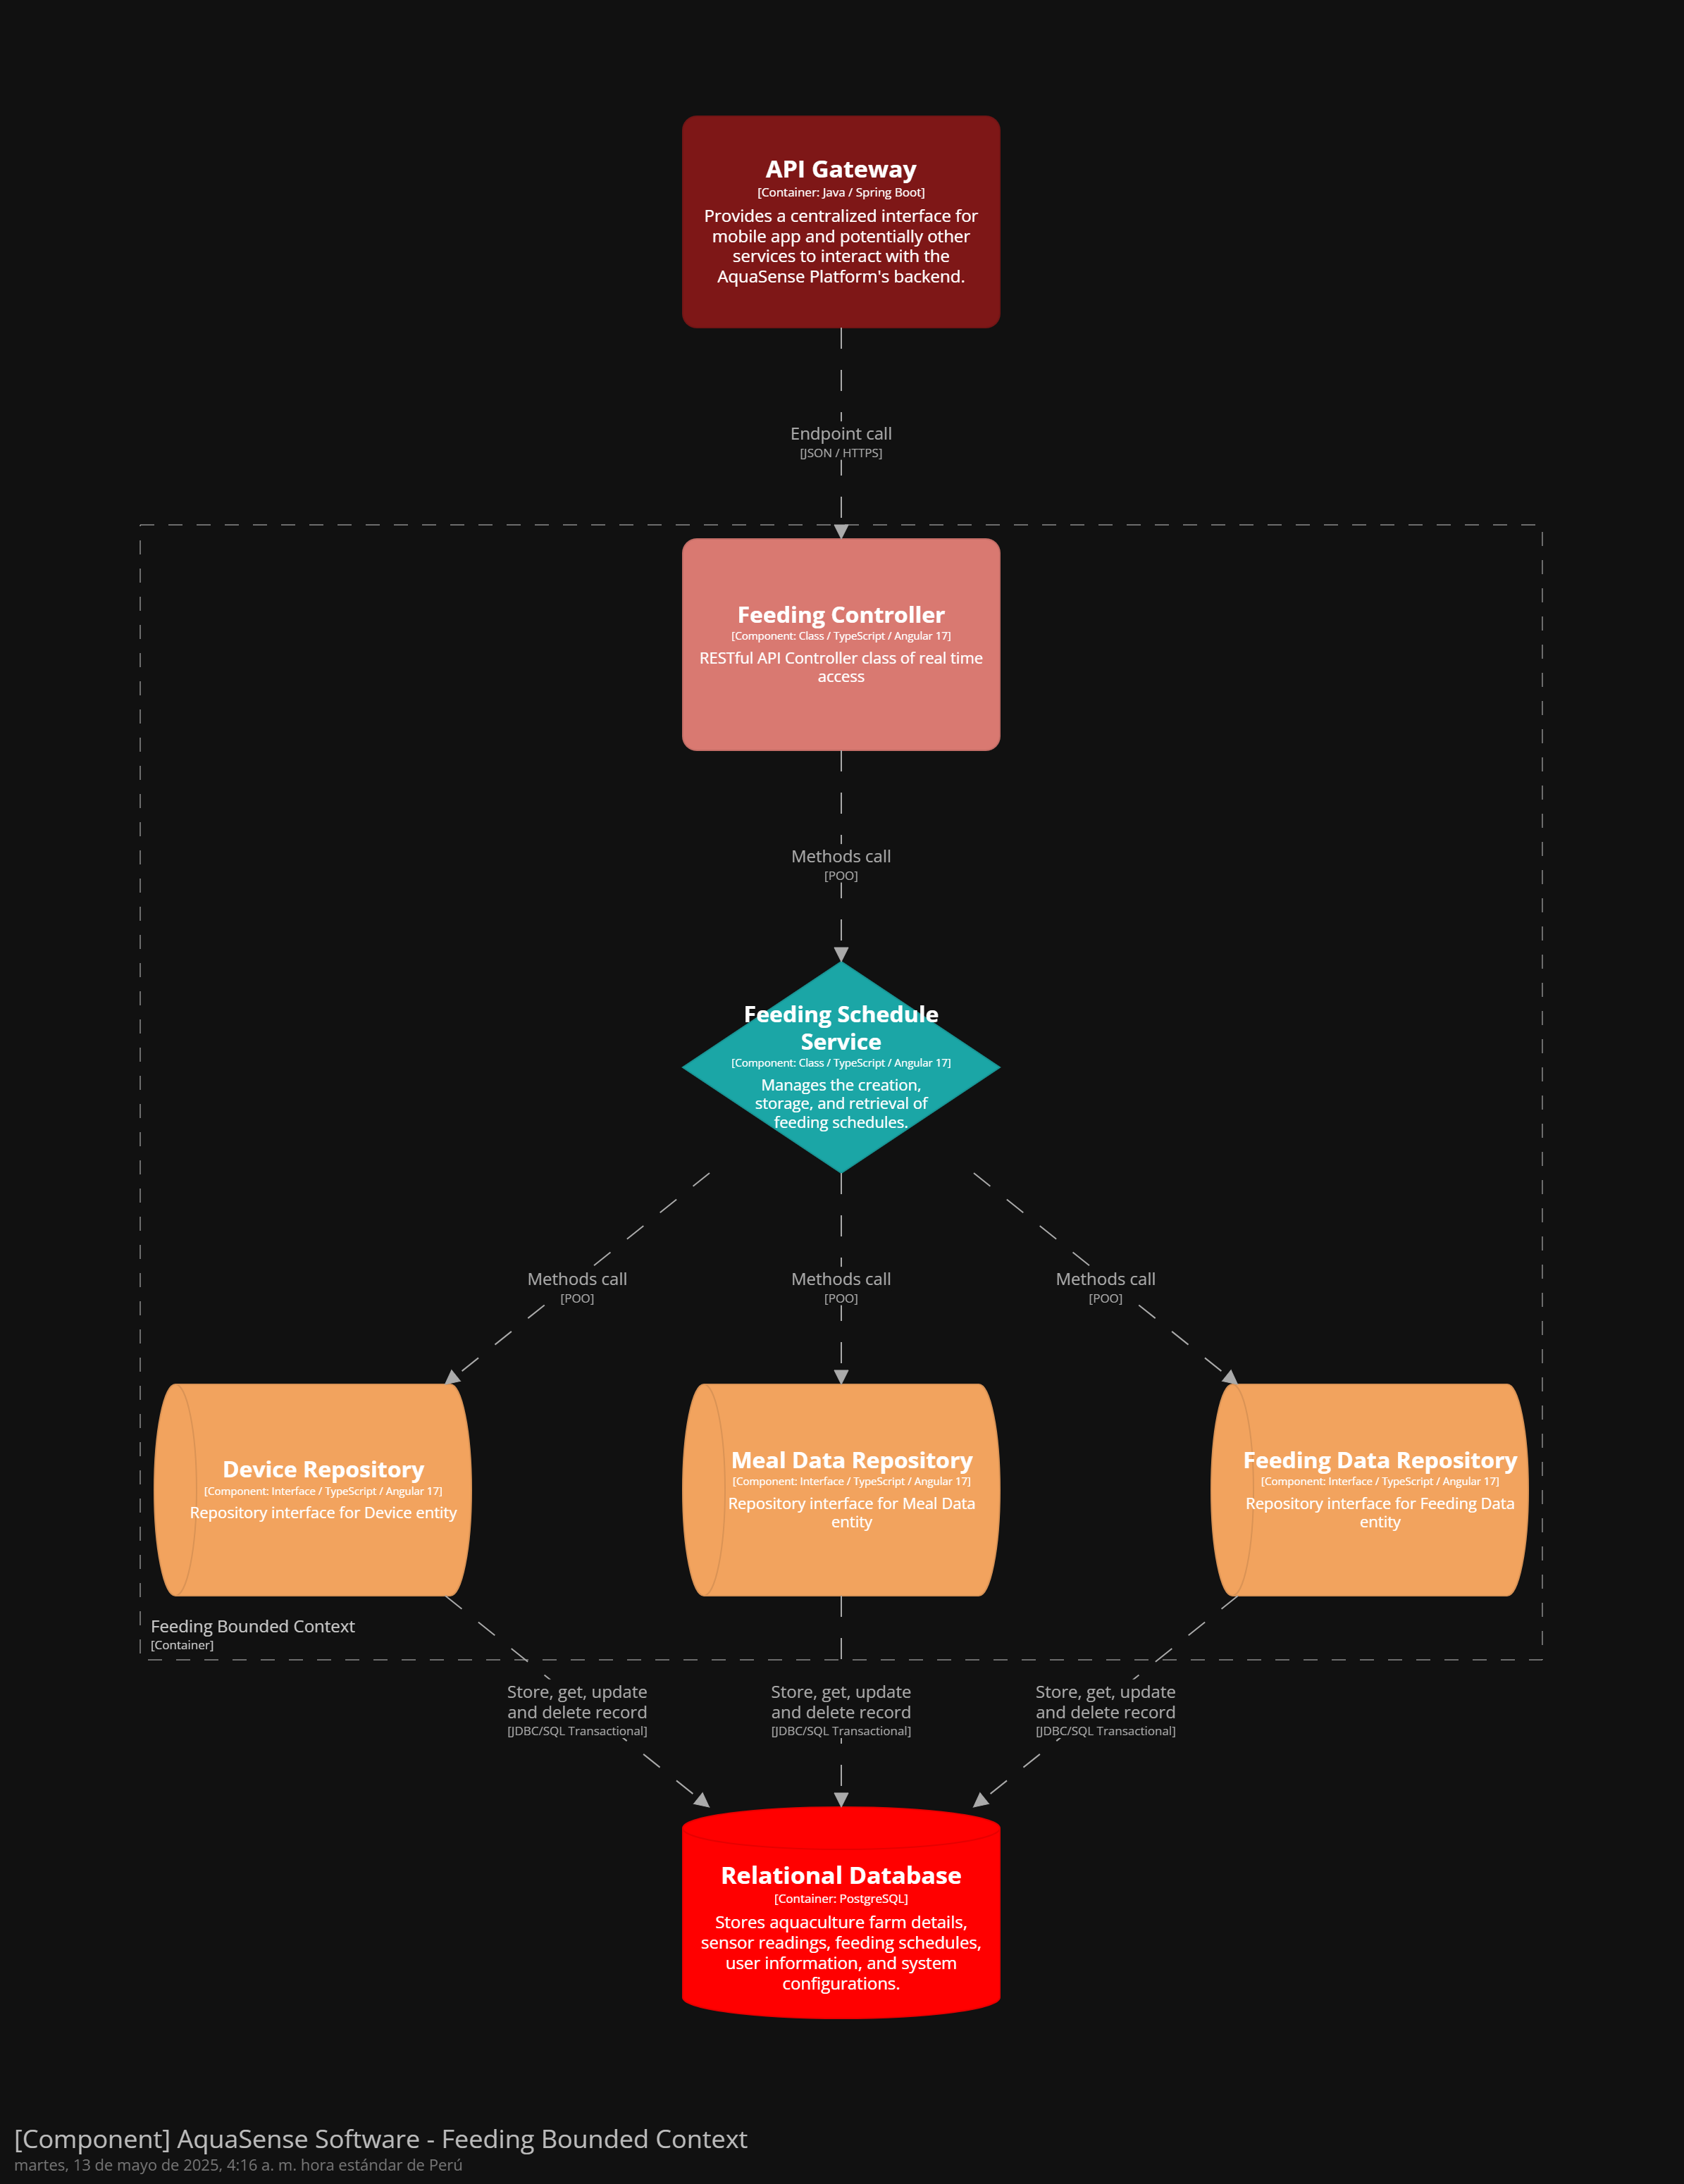 API Gateway
[Container: Java / Spring Boot]
Provides a centralized interface for
mobile app and potentially other
services to interact with the
AquaSense Platform's backend.
Endpoint call
[JSON / HTTPS]
Feeding Controller
[Component: Class / TypeScript / Angular 17]
RESTful API Controller class of real time
access
Methods call
[POO]
Feeding Schedule
Service
[Component: Class / TypeScript / Angular 17]
Manages the creation,
storage, and retrieval of
feeding schedules.
Methods call
[POO]
Methods call
[POO]
Methods call
[POO]
Device Repository
[Component: Interface / TypeScript / Angular 17]
Repository interface for Device entity
Meal Data Repository
[Component: Interface / TypeScript / Angular 17]
Repository interface for Meal Data
entity
Feeding Data Repository
[Component: Interface / TypeScript / Angular 17]
Repository interface for Feeding Data
entity
Feeding Bounded Context
[Container]
Store, get, update
and delete record
[JDBC/SQL Transactional]
Store, get, update
and delete record
[JDBC/SQL Transactional]
Store, get, update
and delete record
[JDBC/SQL Transactional]
Relational Database
[Container: PostgreSQL]
Stores aquaculture farm details,
sensor readings, feeding schedules,
user information, and system
configurations.
[Component] AquaSense Software - Feeding Bounded Context
martes, 13 de mayo de 2025, 4:16 a. m. hora estándar de Perú